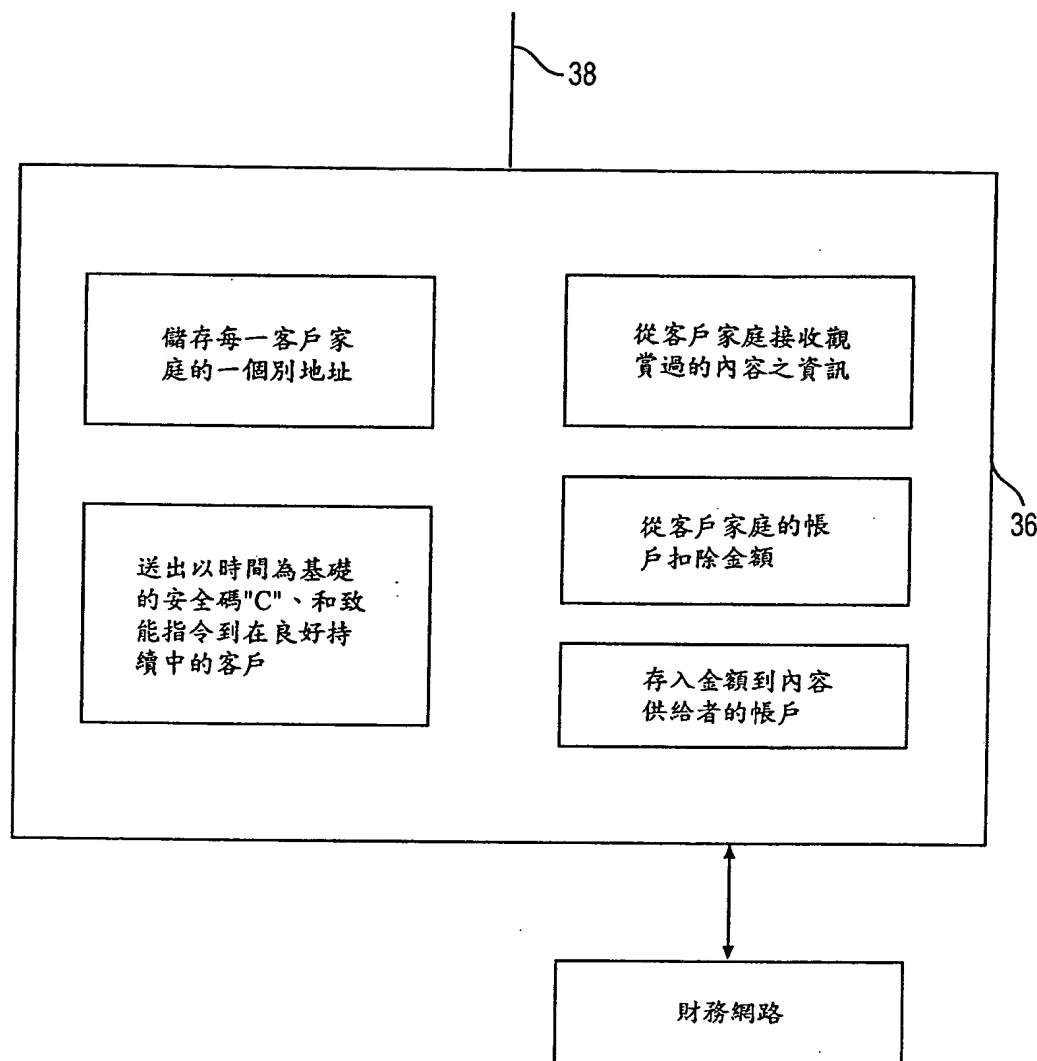 38
儲存每一客戶家
庭的一個別地址
從客戶家庭接收觀
賞過的內容之資訊
送出以時間為基礎
的安全碼"C"、和致
能指令到在良好持
續中的客戶
從客戶家庭的帳
戶扣除金額
36
存入金額到內容
供給者的帳戶
財務網路